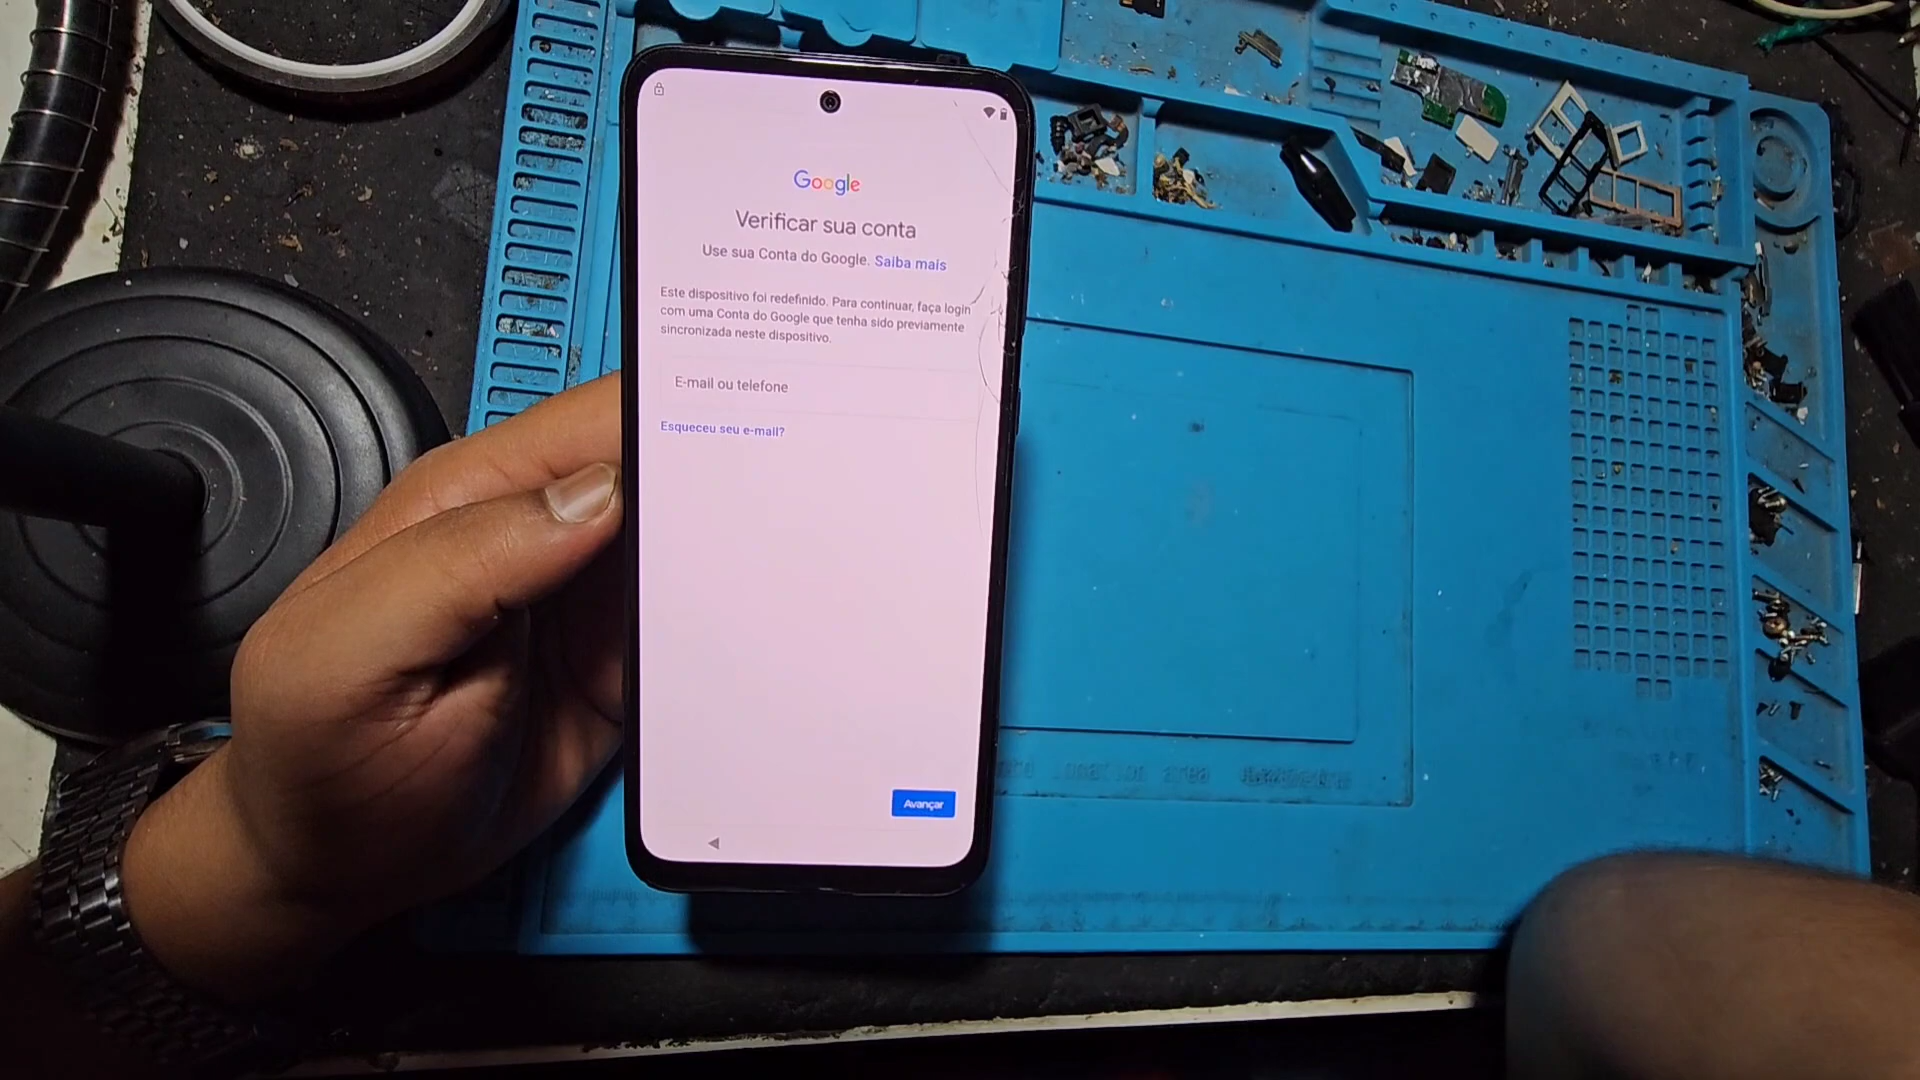 Google
Verificar sua conta
Use sua Conta do Google. Saiba mais
Este dispositivo foi redefinido. Para continuar, faça login
com uma Conta do Google que tenha sido previamente
sincronizada neste dispositivo.
E-mail ou telefone
Esqueceu seu e-mail?
Avançar